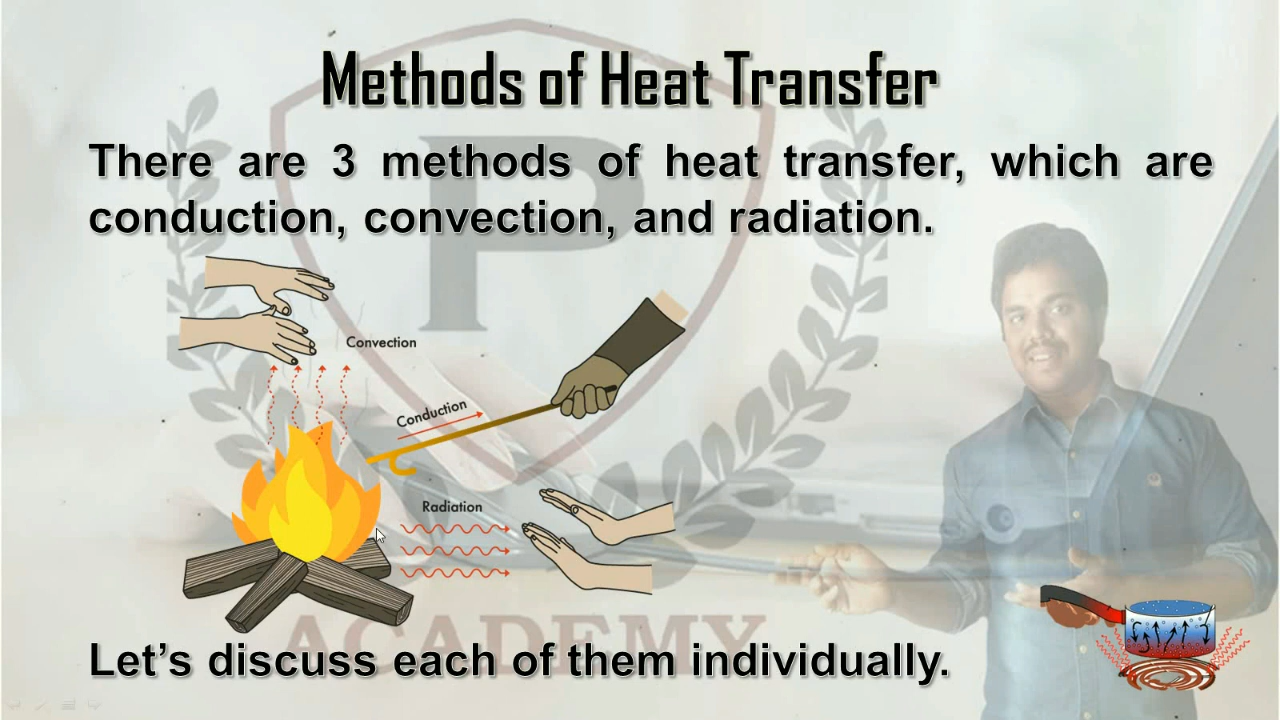 Methods of Heat Transfer
There are 3 methods of heat transfer, which are
conduction, convection, and radiation.
Convection
Conduction
Radiation
P
ACADEMY
Let's discuss each of them individually.